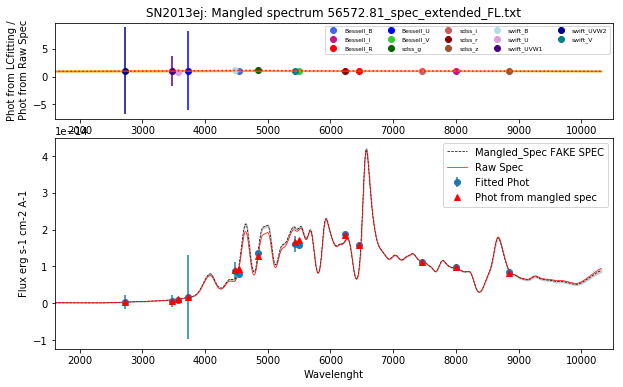 SN2013ej: Mangled spectrum 56572.81_spec_extended_FL.txt
Phot from LCfitting /
Phot from Raw Spec
5
0
−5
Bessell_B
Bessell_I
Bessell_R
Bessell_U
Bessell_V
sdss_g
sdss_i
sdss_r
sdss_z
swift_B
swift_U
swift_UVW1
swift_UVW2
swift_V
2000 3000 4000 5000 6000 7000 8000 9000 10000
1e−14
Flux erg s-1 cm-2 A-1
4
3
2
1
0
−1
Mangled_Spec FAKE SPEC
Raw Spec
Fitted Phot
Phot from mangled spec
2000 3000 4000 5000 6000 7000 8000 9000 10000
Wavelenght